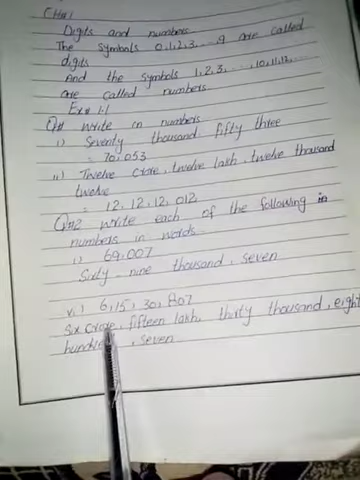 CH#1
Digits and numbers
The symbols 0,1,2,3,...,9 are called
digits
And the symbols 1,2,3,...,10,11,12...
are called numbers
Ex# 1.1
Q#1 write in numbers
i) Seventy thousand fifty three
= 70,053
ii) Twelve crore, twelve lakh, twelve thousand
twelve
= 12, 12, 12, 012
Q#2 write each of the following in
numbers in words
i) 69,007
Sixty nine thousand, seven
v.) 6,15,30,807
Six crore, fifteen lakh, thirty thousand, eight
hundred, seven